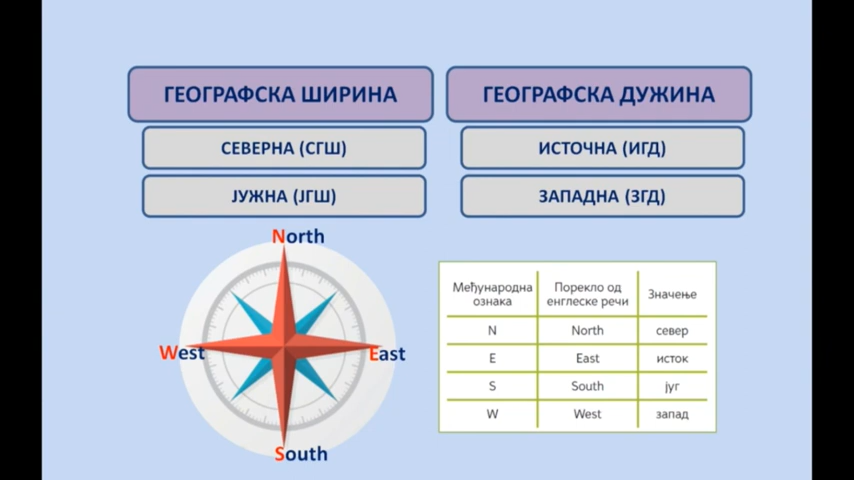 ГЕОГРАФСКА ШИРИНА
СЕВЕРНА (СГШ)
ЈУЖНА (ЈГШ)
ГЕОГРАФСКА ДУЖИНА
ИСТОЧНА (ИГД)
ЗАПАДНА (ЗГД)
North
West
East
South
Међународна ознака
Порекло од енглеске речи
Значење
N North север
E East исток
S South југ
W West запад